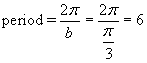 period = 2π/b = 2π/(π/3) = 6